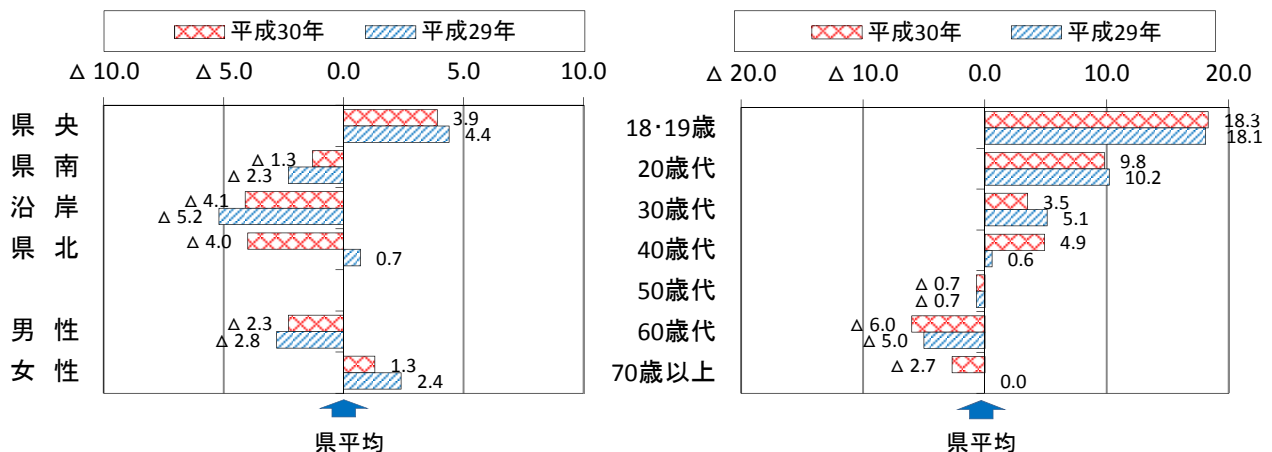 平成30年 平成29年
△ 10.0 △ 5.0 0.0 5.0 10.0
県 央 3.9
4.4
県 南 △ 1.3
△ 2.3
沿 岸 △ 4.1
△ 5.2
県 北 △ 4.0
0.7
男 性 △ 2.3
△ 2.8
女 性 1.3
2.4
県平均
平成30年 平成29年
△ 20.0 △ 10.0 0.0 10.0 20.0
18・19歳 18.3
18.1
20歳代 9.8
10.2
30歳代 3.5
5.1
40歳代 4.9
0.6
50歳代 △ 0.7
△ 0.7
60歳代 △ 6.0
△ 5.0
70歳以上 △ 2.7
0.0
県平均